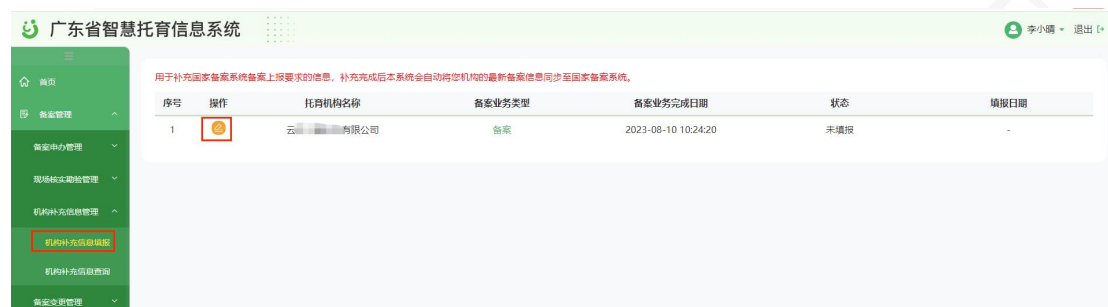 广东省智慧托育信息系统
李小晴 退出
首页
用于补充国家备案系统备案上报要求的信息，补充完成后本系统会自动将您机构的最新备案信息同步至国家备案系统。
备案管理
序号 操作 托育机构名称 备案业务类型 备案业务完成日期 状态 填报日期
1 云 有限公司 备案 2023-08-10 10:24:20 未填报 -
备案申办管理
现场核实勘验管理
机构补充信息管理
机构补充信息填报
机构补充信息查询
备案变更管理